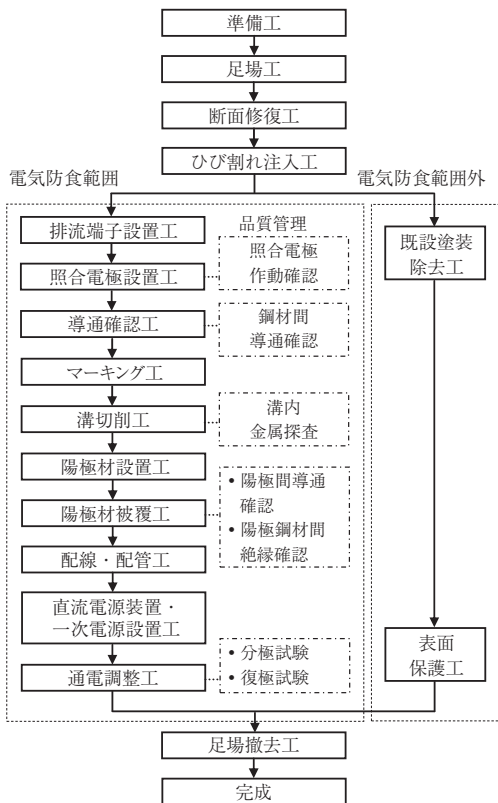 準備工
足場工
断面修復工
ひび割れ注入工
電気防食範囲
電気防食範囲外
排流端子設置工
照合電極設置工
導通確認工
マーキング工
溝切削工
陽極材設置工
陽極材被覆工
配線・配管工
直流電源装置・
一次電源設置工
通電調整工
品質管理
照合電極
作動確認
鋼材間
導通確認
溝内
金属探査
• 陽極間導通
確認
• 陽極鋼材間
絶縁確認
• 分極試験
• 復極試験
既設塗装
除去工
表面
保護工
足場撤去工
完成